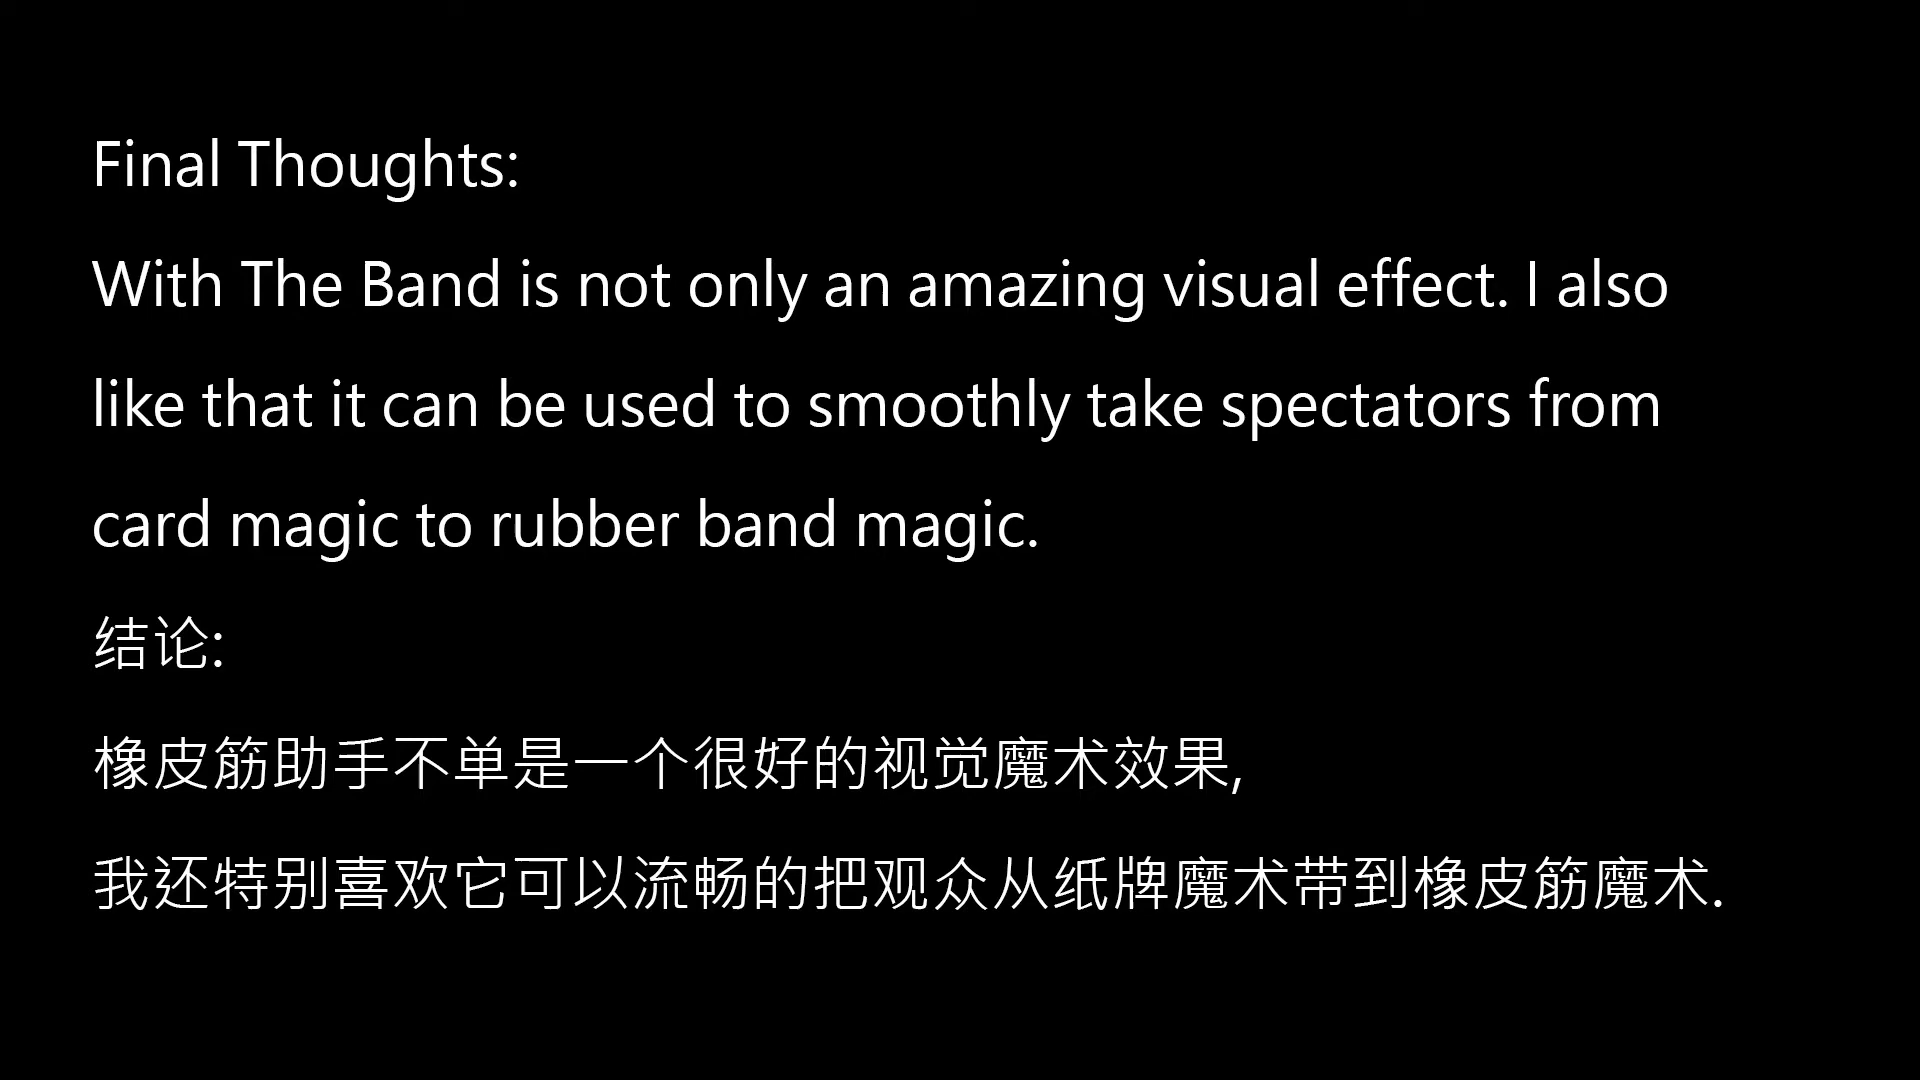 Final Thoughts:
With The Band is not only an amazing visual effect. I also
like that it can be used to smoothly take spectators from
card magic to rubber band magic.
结论:
橡皮筋助手不单是一个很好的视觉魔术效果,
我还特别喜欢它可以流畅的把观众从纸牌魔术带到橡皮筋魔术.